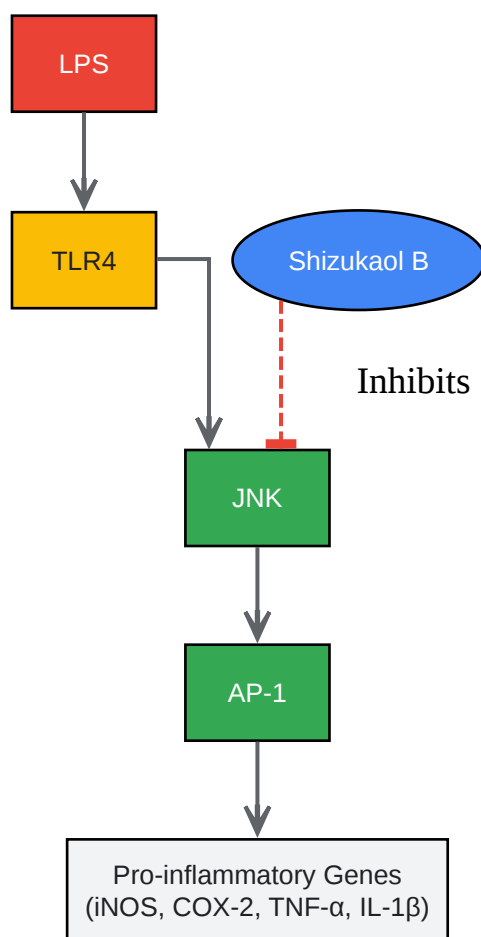 LPS
TLR4
Shizukaol B
Inhibits
JNK
AP-1
Pro-inflammatory Genes
(iNOS, COX-2, TNF-α, IL-1β)